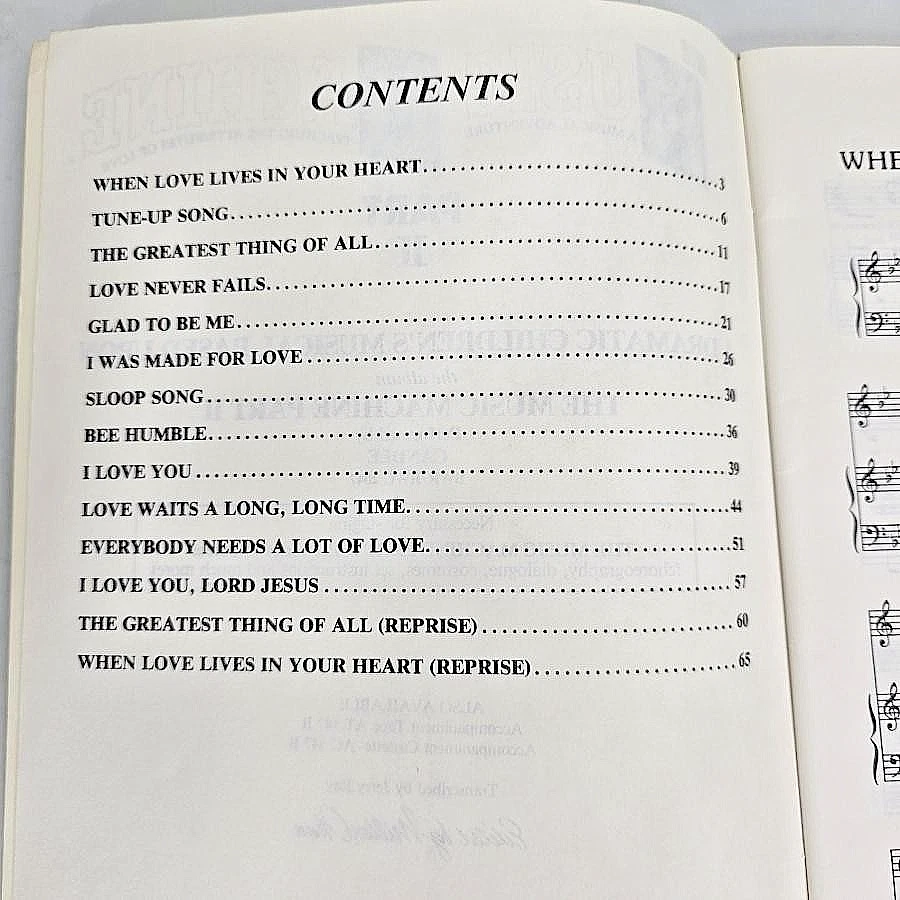 CONTENTS
WHEN LOVE LIVES IN YOUR HEART.......................................3
TUNE-UP SONG.......................................................6
THE GREATEST THING OF ALL..........................................11
LOVE NEVER FAILS...................................................17
GLAD TO BE ME......................................................21
I WAS MADE FOR LOVE................................................26
SLOOP SONG.........................................................30
BEE HUMBLE.........................................................36
I LOVE YOU.........................................................39
LOVE WAITS A LONG, LONG TIME.......................................44
EVERYBODY NEEDS A LOT OF LOVE......................................51
I LOVE YOU, LORD JESUS.............................................57
THE GREATEST THING OF ALL (REPRISE)................................60
WHEN LOVE LIVES IN YOUR HEART (REPRISE)............................65
WHE